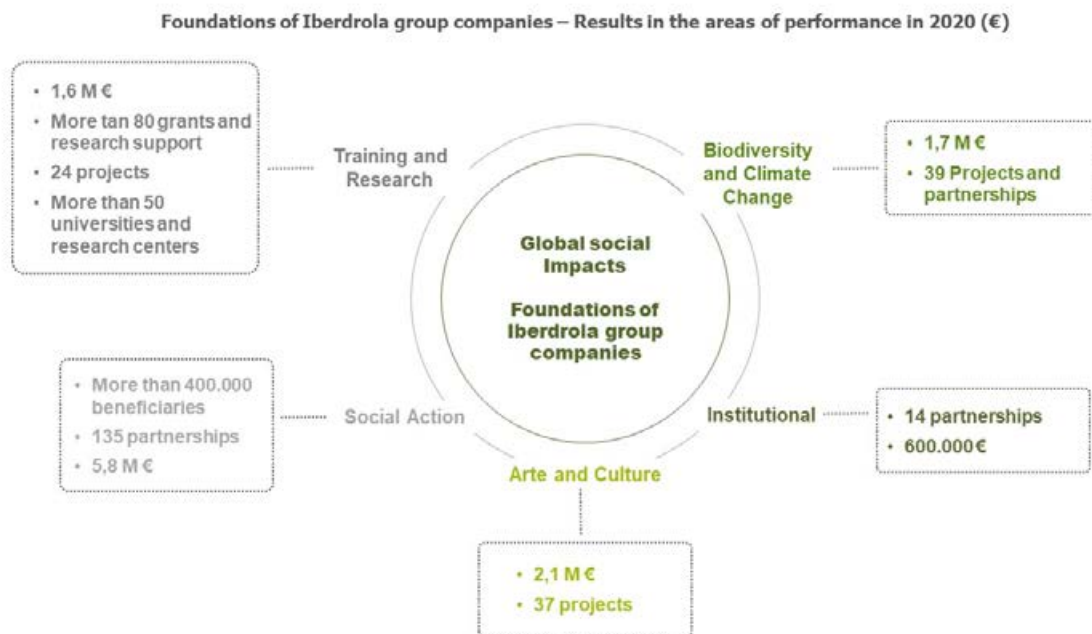 Foundations of Iberdrola group companies – Results in the areas of performance in 2020 (€)
• 1,6 M €
• More tan 80 grants and
research support
• 24 projects
• More than 50
universities and
research centers
Training and
Research
Biodiversity
and Climate
Change
• 1,7 M €
• 39 Projects and
partnerships
Global social
Impacts
Foundations of
Iberdrola group
companies
• More than 400.000
beneficiaries
• 135 partnerships
• 5,8 M €
Social Action
Institutional
• 14 partnerships
• 600.000 €
Arte and Culture
• 2,1 M €
• 37 projects